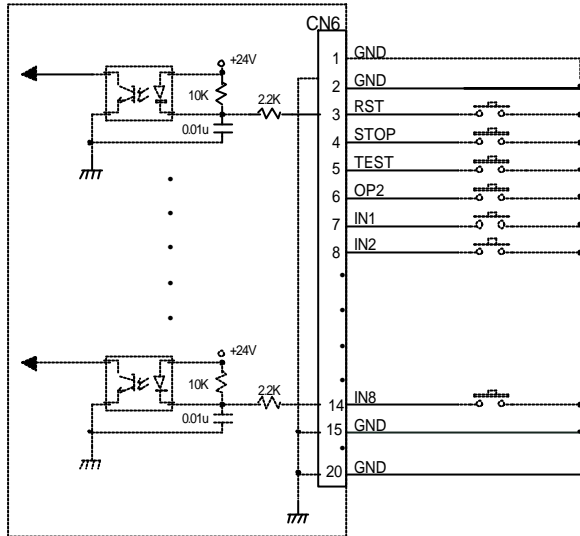 CN6
1 GND
+24V
2 GND
10K
2.2K
3 RST
0.01u
4 STOP
5 TEST
6 OP2
7 IN1
8 IN2
+24V
10K
2.2K
14 IN8
0.01u
15 GND
20 GND